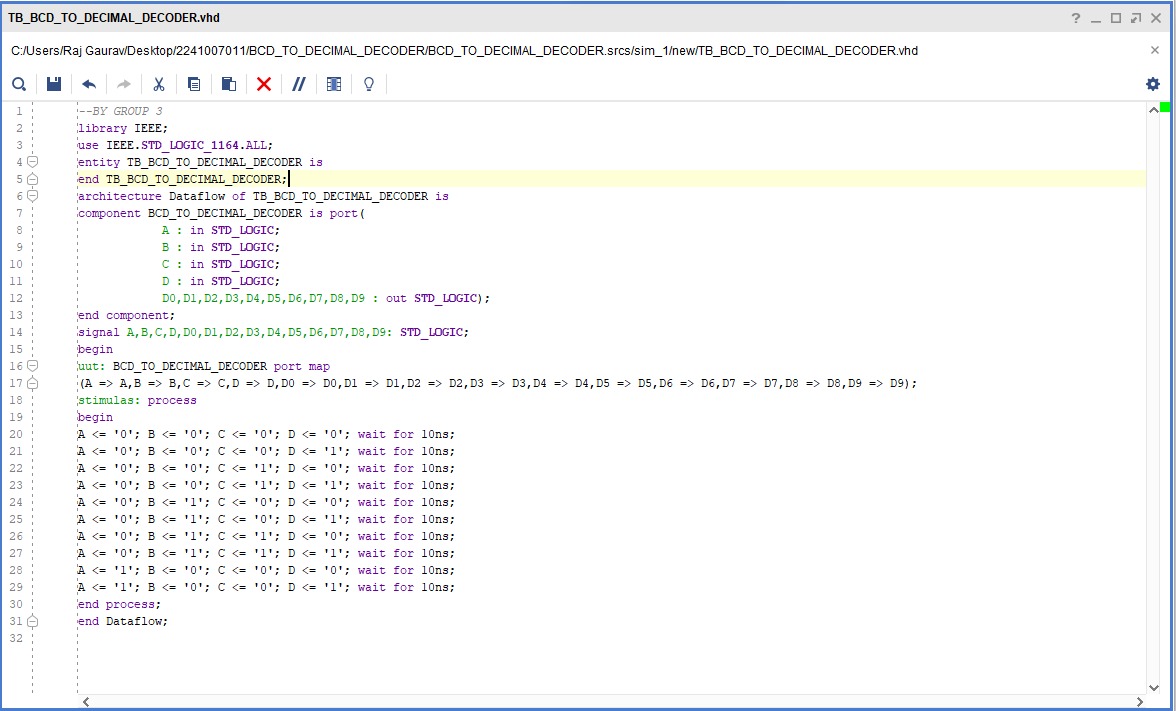 TB_BCD_TO_DECIMAL_DECODER.vhd
C:/Users/Raj Gaurav/Desktop/2241007011/BCD_TO_DECIMAL_DECODER/BCD_TO_DECIMAL_DECODER.srcs/sim_1/new/TB_BCD_TO_DECIMAL_DECODER.vhd
1 --BY GROUP 3
2 library IEEE;
3 use IEEE.STD_LOGIC_1164.ALL;
4 entity TB_BCD_TO_DECIMAL_DECODER is
5 end TB_BCD_TO_DECIMAL_DECODER;
6 architecture Dataflow of TB_BCD_TO_DECIMAL_DECODER is
7 component BCD_TO_DECIMAL_DECODER is port(
8 A : in STD_LOGIC;
9 B : in STD_LOGIC;
10 C : in STD_LOGIC;
11 D : in STD_LOGIC;
12 D0,D1,D2,D3,D4,D5,D6,D7,D8,D9 : out STD_LOGIC);
13 end component;
14 signal A,B,C,D,D0,D1,D2,D3,D4,D5,D6,D7,D8,D9: STD_LOGIC;
15 begin
16 uut: BCD_TO_DECIMAL_DECODER port map
17 (A => A,B => B,C => C,D => D,D0 => D0,D1 => D1,D2 => D2,D3 => D3,D4 => D4,D5 => D5,D6 => D6,D7 => D7,D8 => D8,D9 => D9);
18 stimulas: process
19 begin
20 A <= '0'; B <= '0'; C <= '0'; D <= '0'; wait for 10ns;
21 A <= '0'; B <= '0'; C <= '0'; D <= '1'; wait for 10ns;
22 A <= '0'; B <= '0'; C <= '1'; D <= '0'; wait for 10ns;
23 A <= '0'; B <= '0'; C <= '1'; D <= '1'; wait for 10ns;
24 A <= '0'; B <= '1'; C <= '0'; D <= '0'; wait for 10ns;
25 A <= '0'; B <= '1'; C <= '0'; D <= '1'; wait for 10ns;
26 A <= '0'; B <= '1'; C <= '1'; D <= '0'; wait for 10ns;
27 A <= '0'; B <= '1'; C <= '1'; D <= '1'; wait for 10ns;
28 A <= '1'; B <= '0'; C <= '0'; D <= '0'; wait for 10ns;
29 A <= '1'; B <= '0'; C <= '0'; D <= '1'; wait for 10ns;
30 end process;
31 end Dataflow;
32